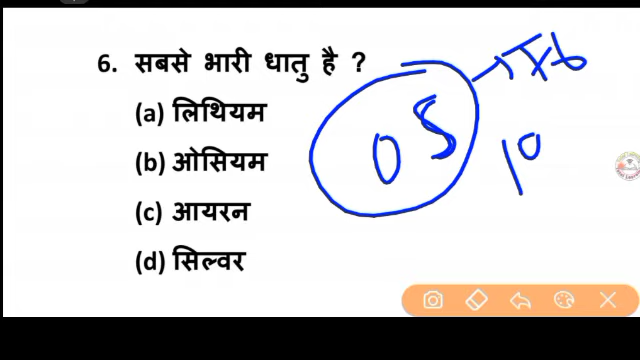 6. सबसे भारी धातु है ?
(a) लिथियम
(b) ओसियम
(c) आयरन
(d) सिल्वर
OS
10